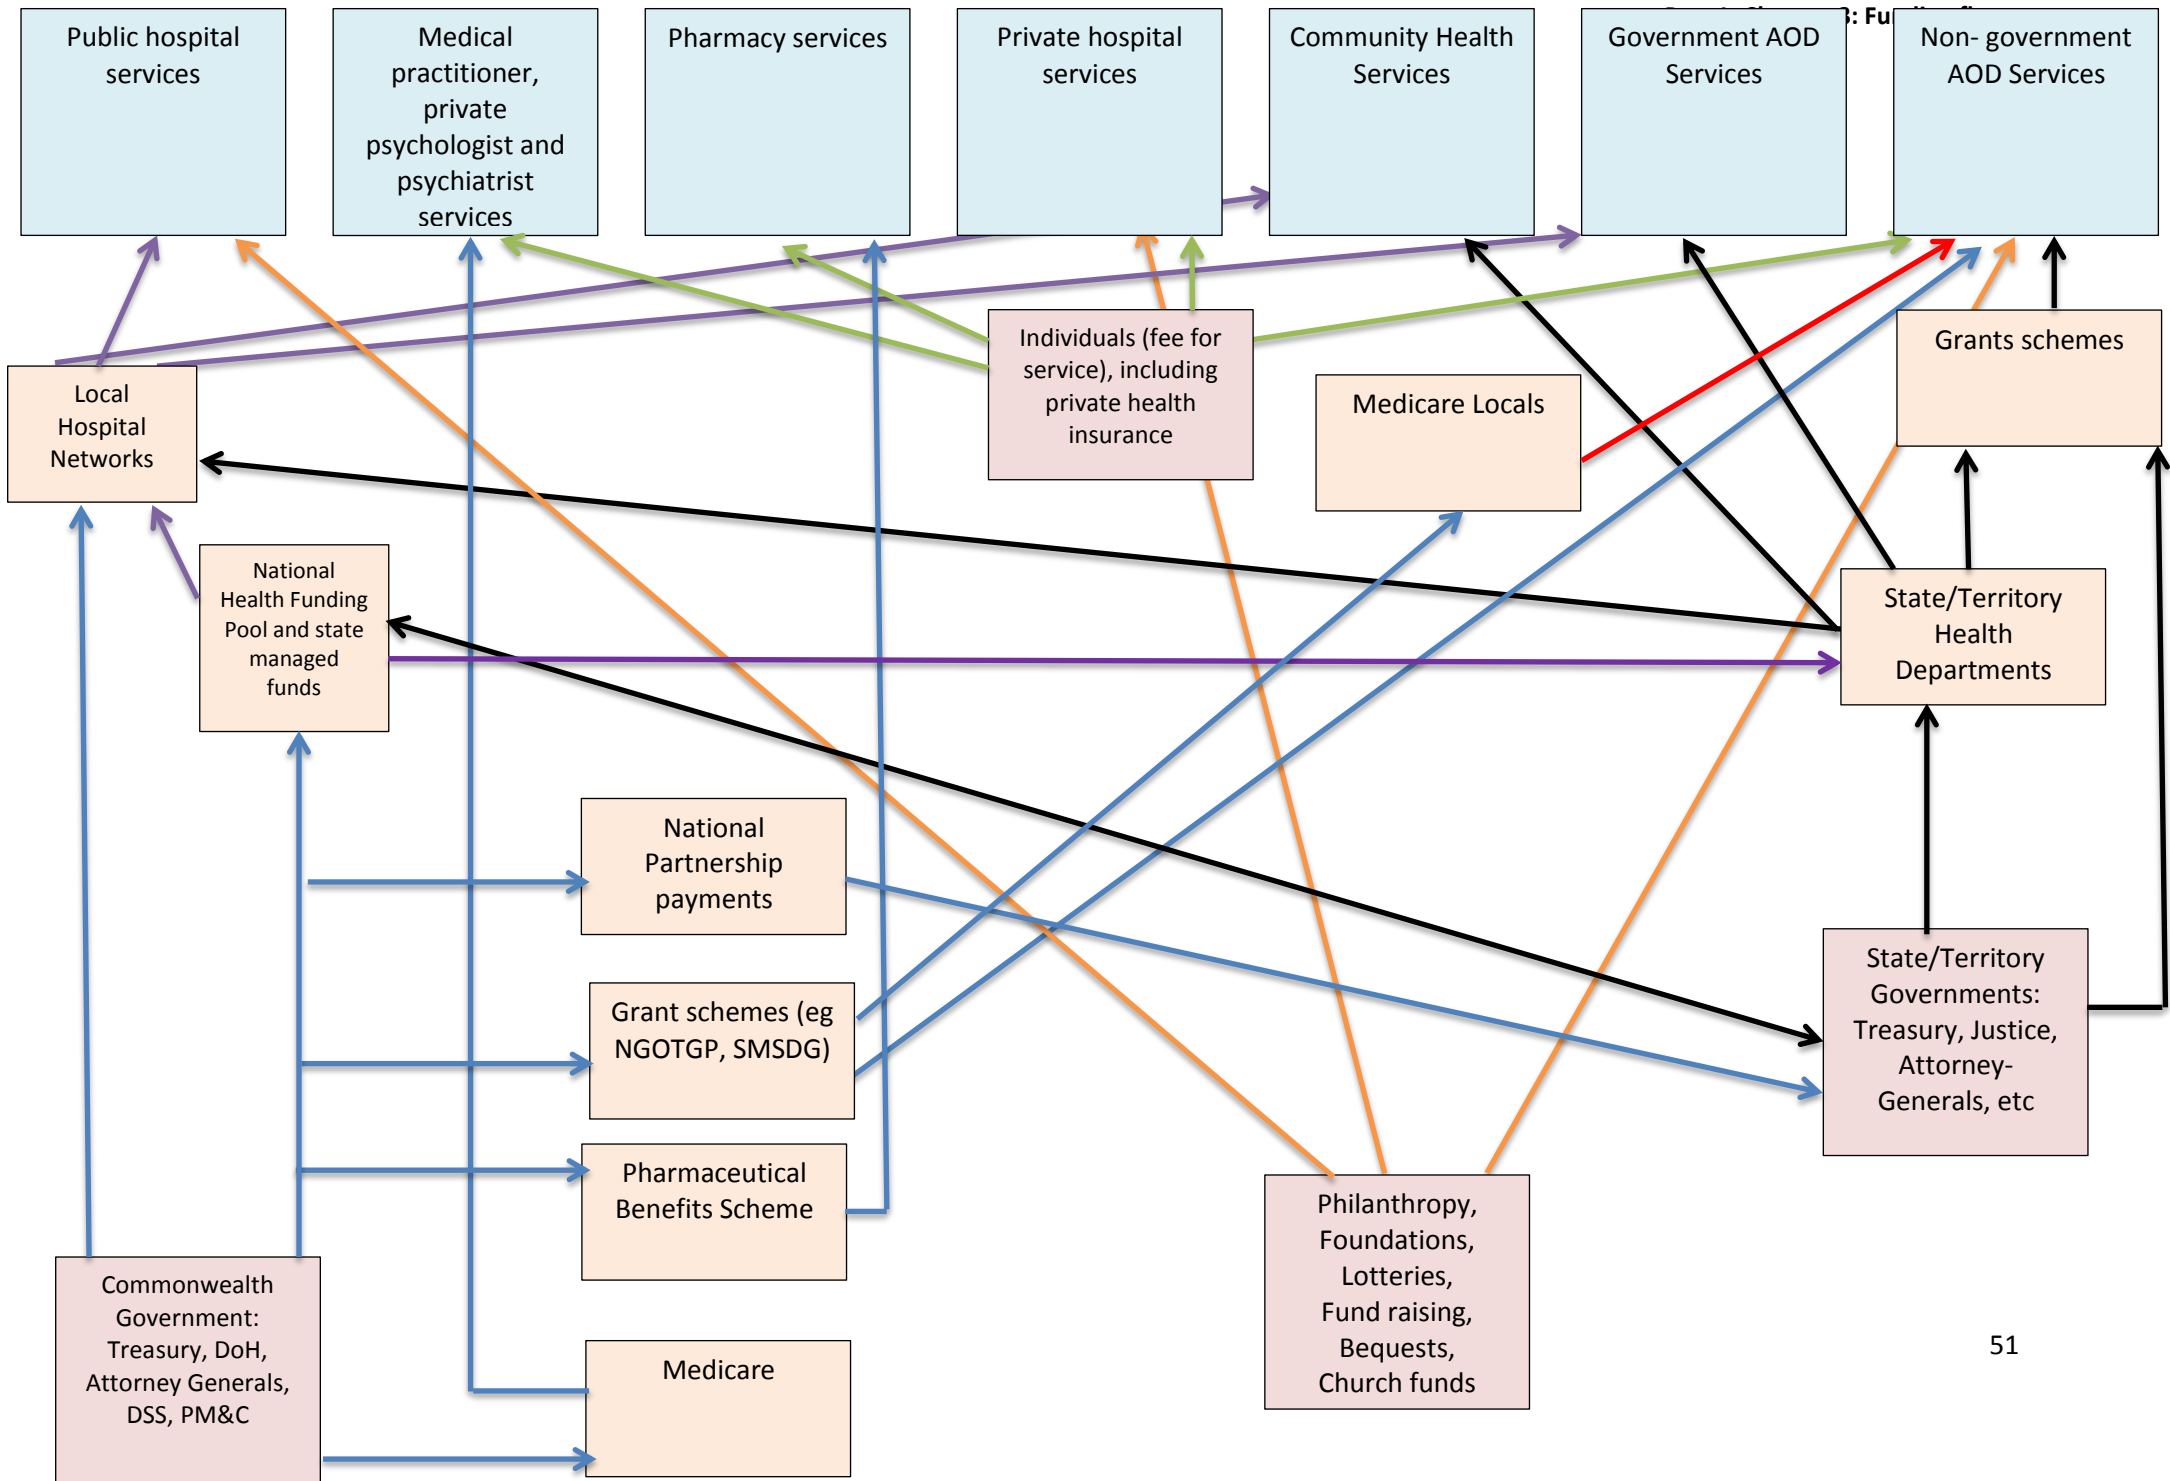 3: Fu
Public hospital
services
Medical
practitioner,
private
psychologist and
psychiatrist
services
Pharmacy services
Private hospital
services
Community Health
Services
Government AOD
Services
Non- government
AOD Services
Individuals (fee for
service), including
private health
insurance
Grants schemes
Local
Hospital
Networks
Medicare Locals
National
Health Funding
Pool and state
managed
funds
State/Territory
Health
Departments
National
Partnership
payments
Grant schemes (eg
NGOTGP, SMSDG)
State/Territory
Governments:
Treasury, Justice,
Attorney-
Generals, etc
Pharmaceutical
Benefits Scheme
Philanthropy,
Foundations,
Lotteries,
Fund raising,
Bequests,
Church funds
Commonwealth
Government:
Treasury, DoH,
Attorney Generals,
DSS, PM&C
Medicare
51